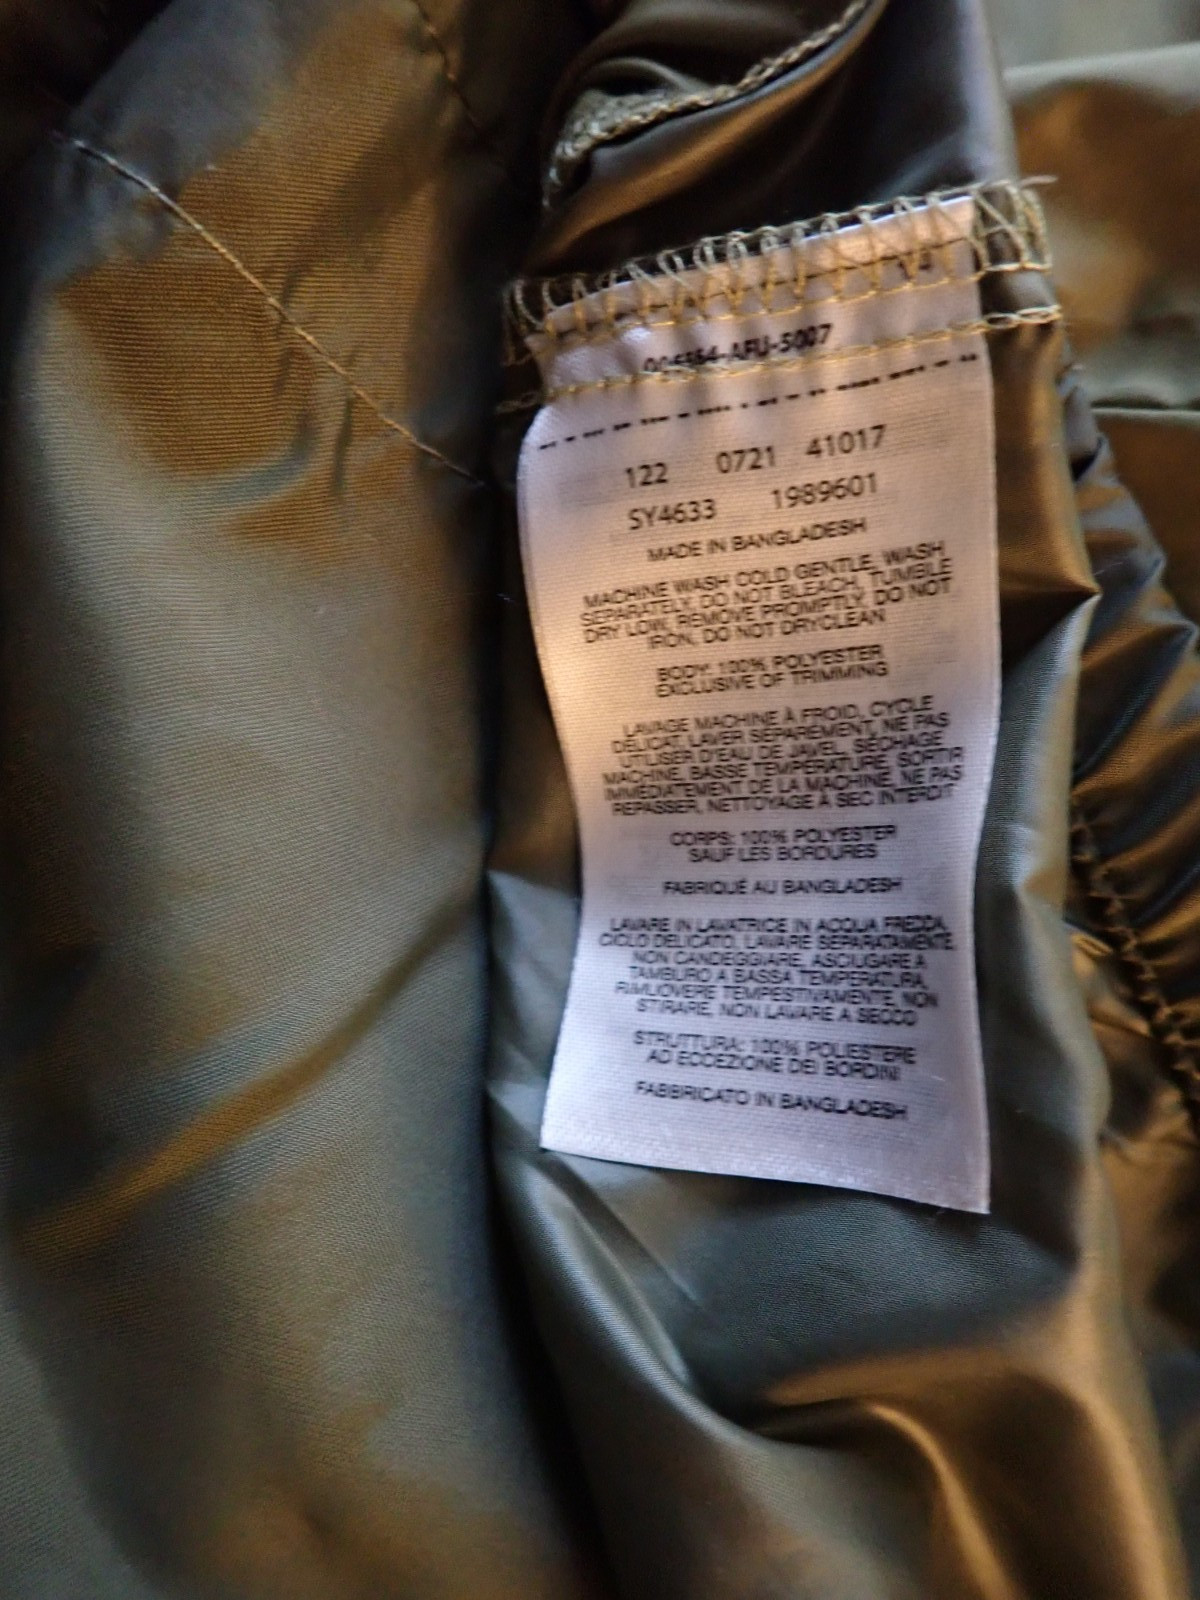 -AFU-5007
122 0721 41017
SY4633 1989601
MADE IN BANGLADESH
MACHINE WASH COLD GENTLE, WASH
SEPARATELY, DO NOT BLEACH, TUMBLE
DRY LOW, REMOVE PROMPTLY, DO NOT
IRON, DO NOT DRYCLEAN
BODY: 100% POLYESTER
EXCLUSIVE OF TRIMMING
LAVAGE MACHINE À FROID, CYCLE
DÉLICAT, LAVER SÉPARÉMENT, NE PAS
UTILISER D'EAU DE JAVEL, SÉCHAGE
MACHINE, BASSE TEMPÉRATURE, SORTIR
IMMÉDIATEMENT DE LA MACHINE, NE PAS
REPASSER, NETTOYAGE À SEC INTERDIT
CORPS: 100% POLYESTER
SAUF LES BORDURES
FABRIQUÉ AU BANGLADESH
LAVARE IN LAVATRICE IN ACQUA FREDDA,
CICLO DELICATO, LAVARE SEPARATAMENTE,
NON CANDEGGIARE, ASCIUGARE A
TAMBURO A BASSA TEMPERATURA,
RIMUOVERE TEMPESTIVAMENTE, NON
STIRARE, NON LAVARE A SECCO
STRUTTURA: 100% POLIESTERE
AD ECCEZIONE DEI BORDINI
FABBRICATO IN BANGLADESH